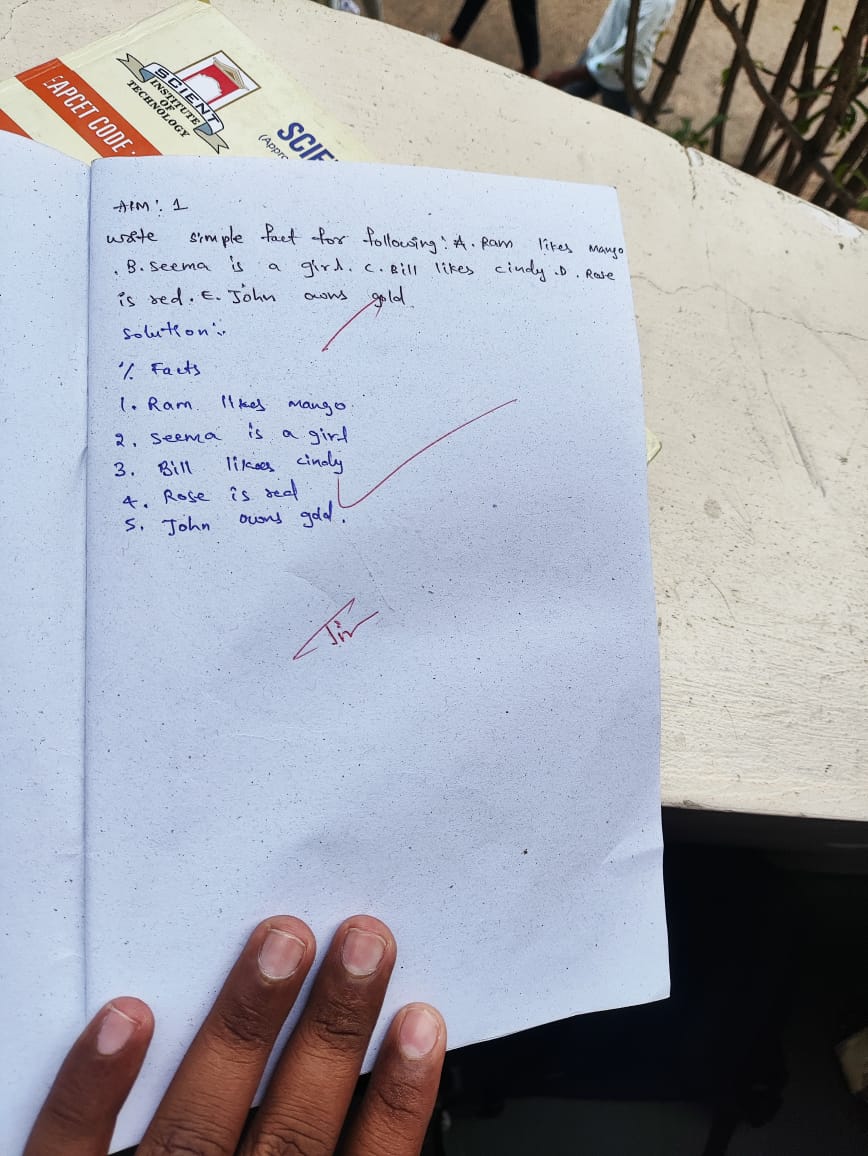 SCIENT
INSTITUTE
OF
TECHNOLOGY
EAPCET CODE
SCIE
(Appro
AIM: 1
write simple fact for following: A. Ram likes mango
. B. Seema is a girl. C. Bill likes cindy .D. Rose
is red. E. John owns gold
solution:-
% Facts
1. Ram likes mango.
2. Seema is a girl
3. Bill likes cindy
4. Rose is red
5. John owns gold.